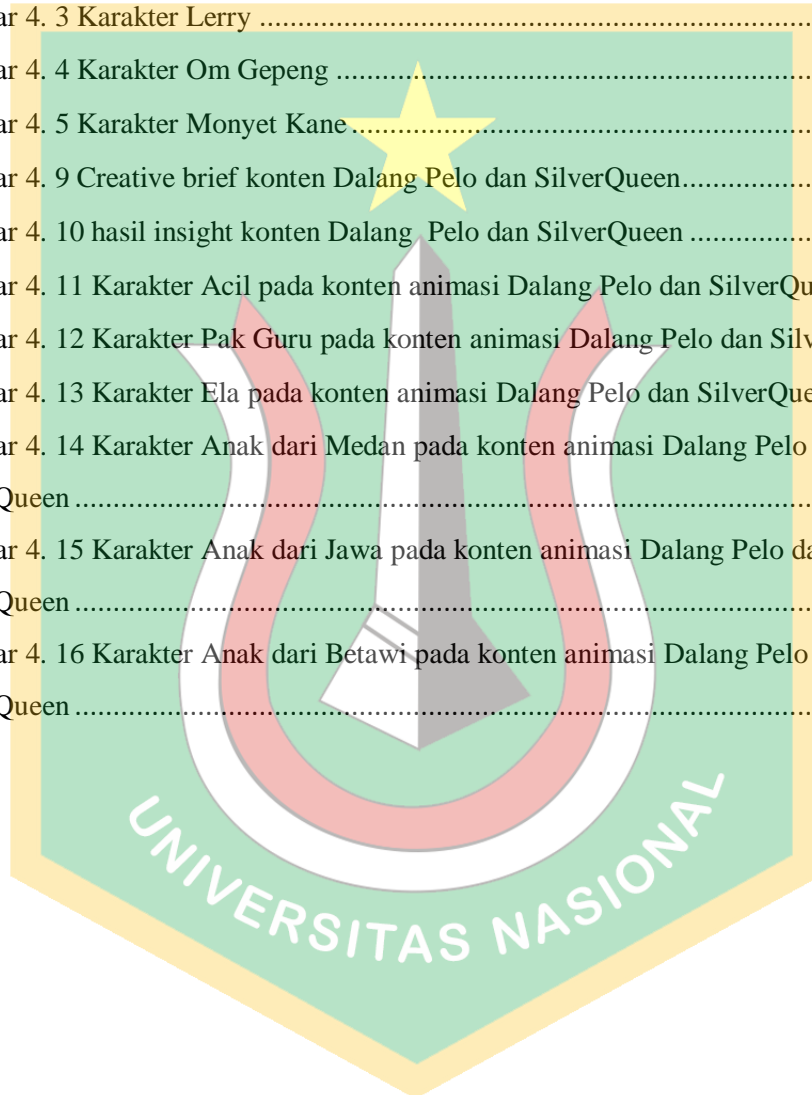 ar 4. 3 Karakter Lerry ........................................................................
ar 4. 4 Karakter Om Gepeng ..............................................................
ar 4. 5 Karakter Monyet Kane............................................................
ar 4. 9 Creative brief konten Dalang Pelo dan SilverQueen.................
ar 4. 10 hasil insight konten Dalang Pelo dan SilverQueen ................
ar 4. 11 Karakter Acil pada konten animasi Dalang Pelo dan SilverQu
ar 4. 12 Karakter Pak Guru pada konten animasi Dalang Pelo dan Silv
ar 4. 13 Karakter Ela pada konten animasi Dalang Pelo dan SilverQue
ar 4. 14 Karakter Anak dari Medan pada konten animasi Dalang Pelo
Queen ................................................................................................
ar 4. 15 Karakter Anak dari Jawa pada konten animasi Dalang Pelo da
Queen ................................................................................................
ar 4. 16 Karakter Anak dari Betawi pada konten animasi Dalang Pelo
Queen ................................................................................................
UNIVERSITAS NASIONAL